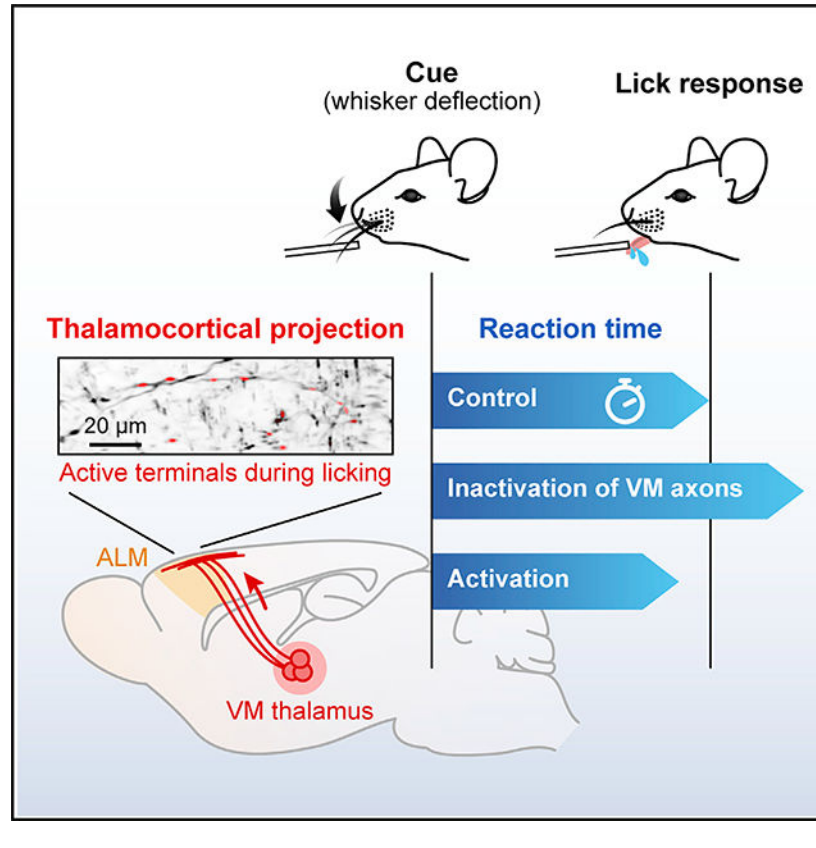 Cue
(whisker deflection)
Lick response
Thalamocortical projection
20 μm
Active terminals during licking
ALM
VM thalamus
Reaction time
Control
Inactivation of VM axons
Activation